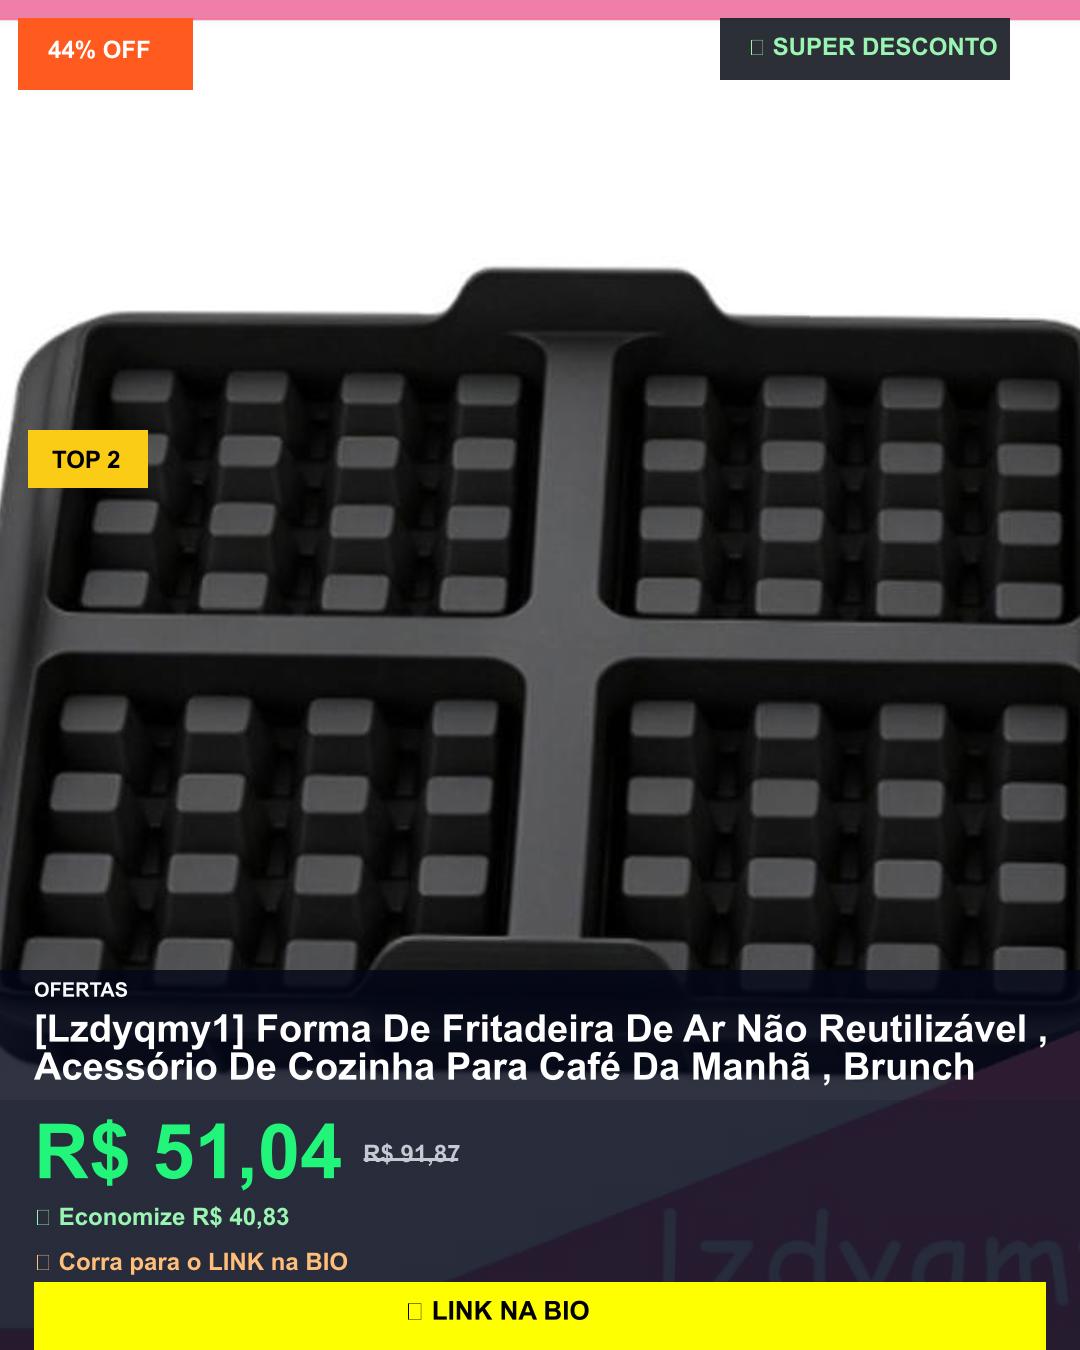 44% OFF
SUPER DESCONTO
TOP 2
OFERTAS
[Lzdyqmy1] Forma De Fritadeira De Ar Não Reutilizável ,
Acessório De Cozinha Para Café Da Manhã , Brunch
R$ 51,04 R$ 91,87
Economize R$ 40,83
Corra para o LINK na BIO
lzdyqm
LINK NA BIO